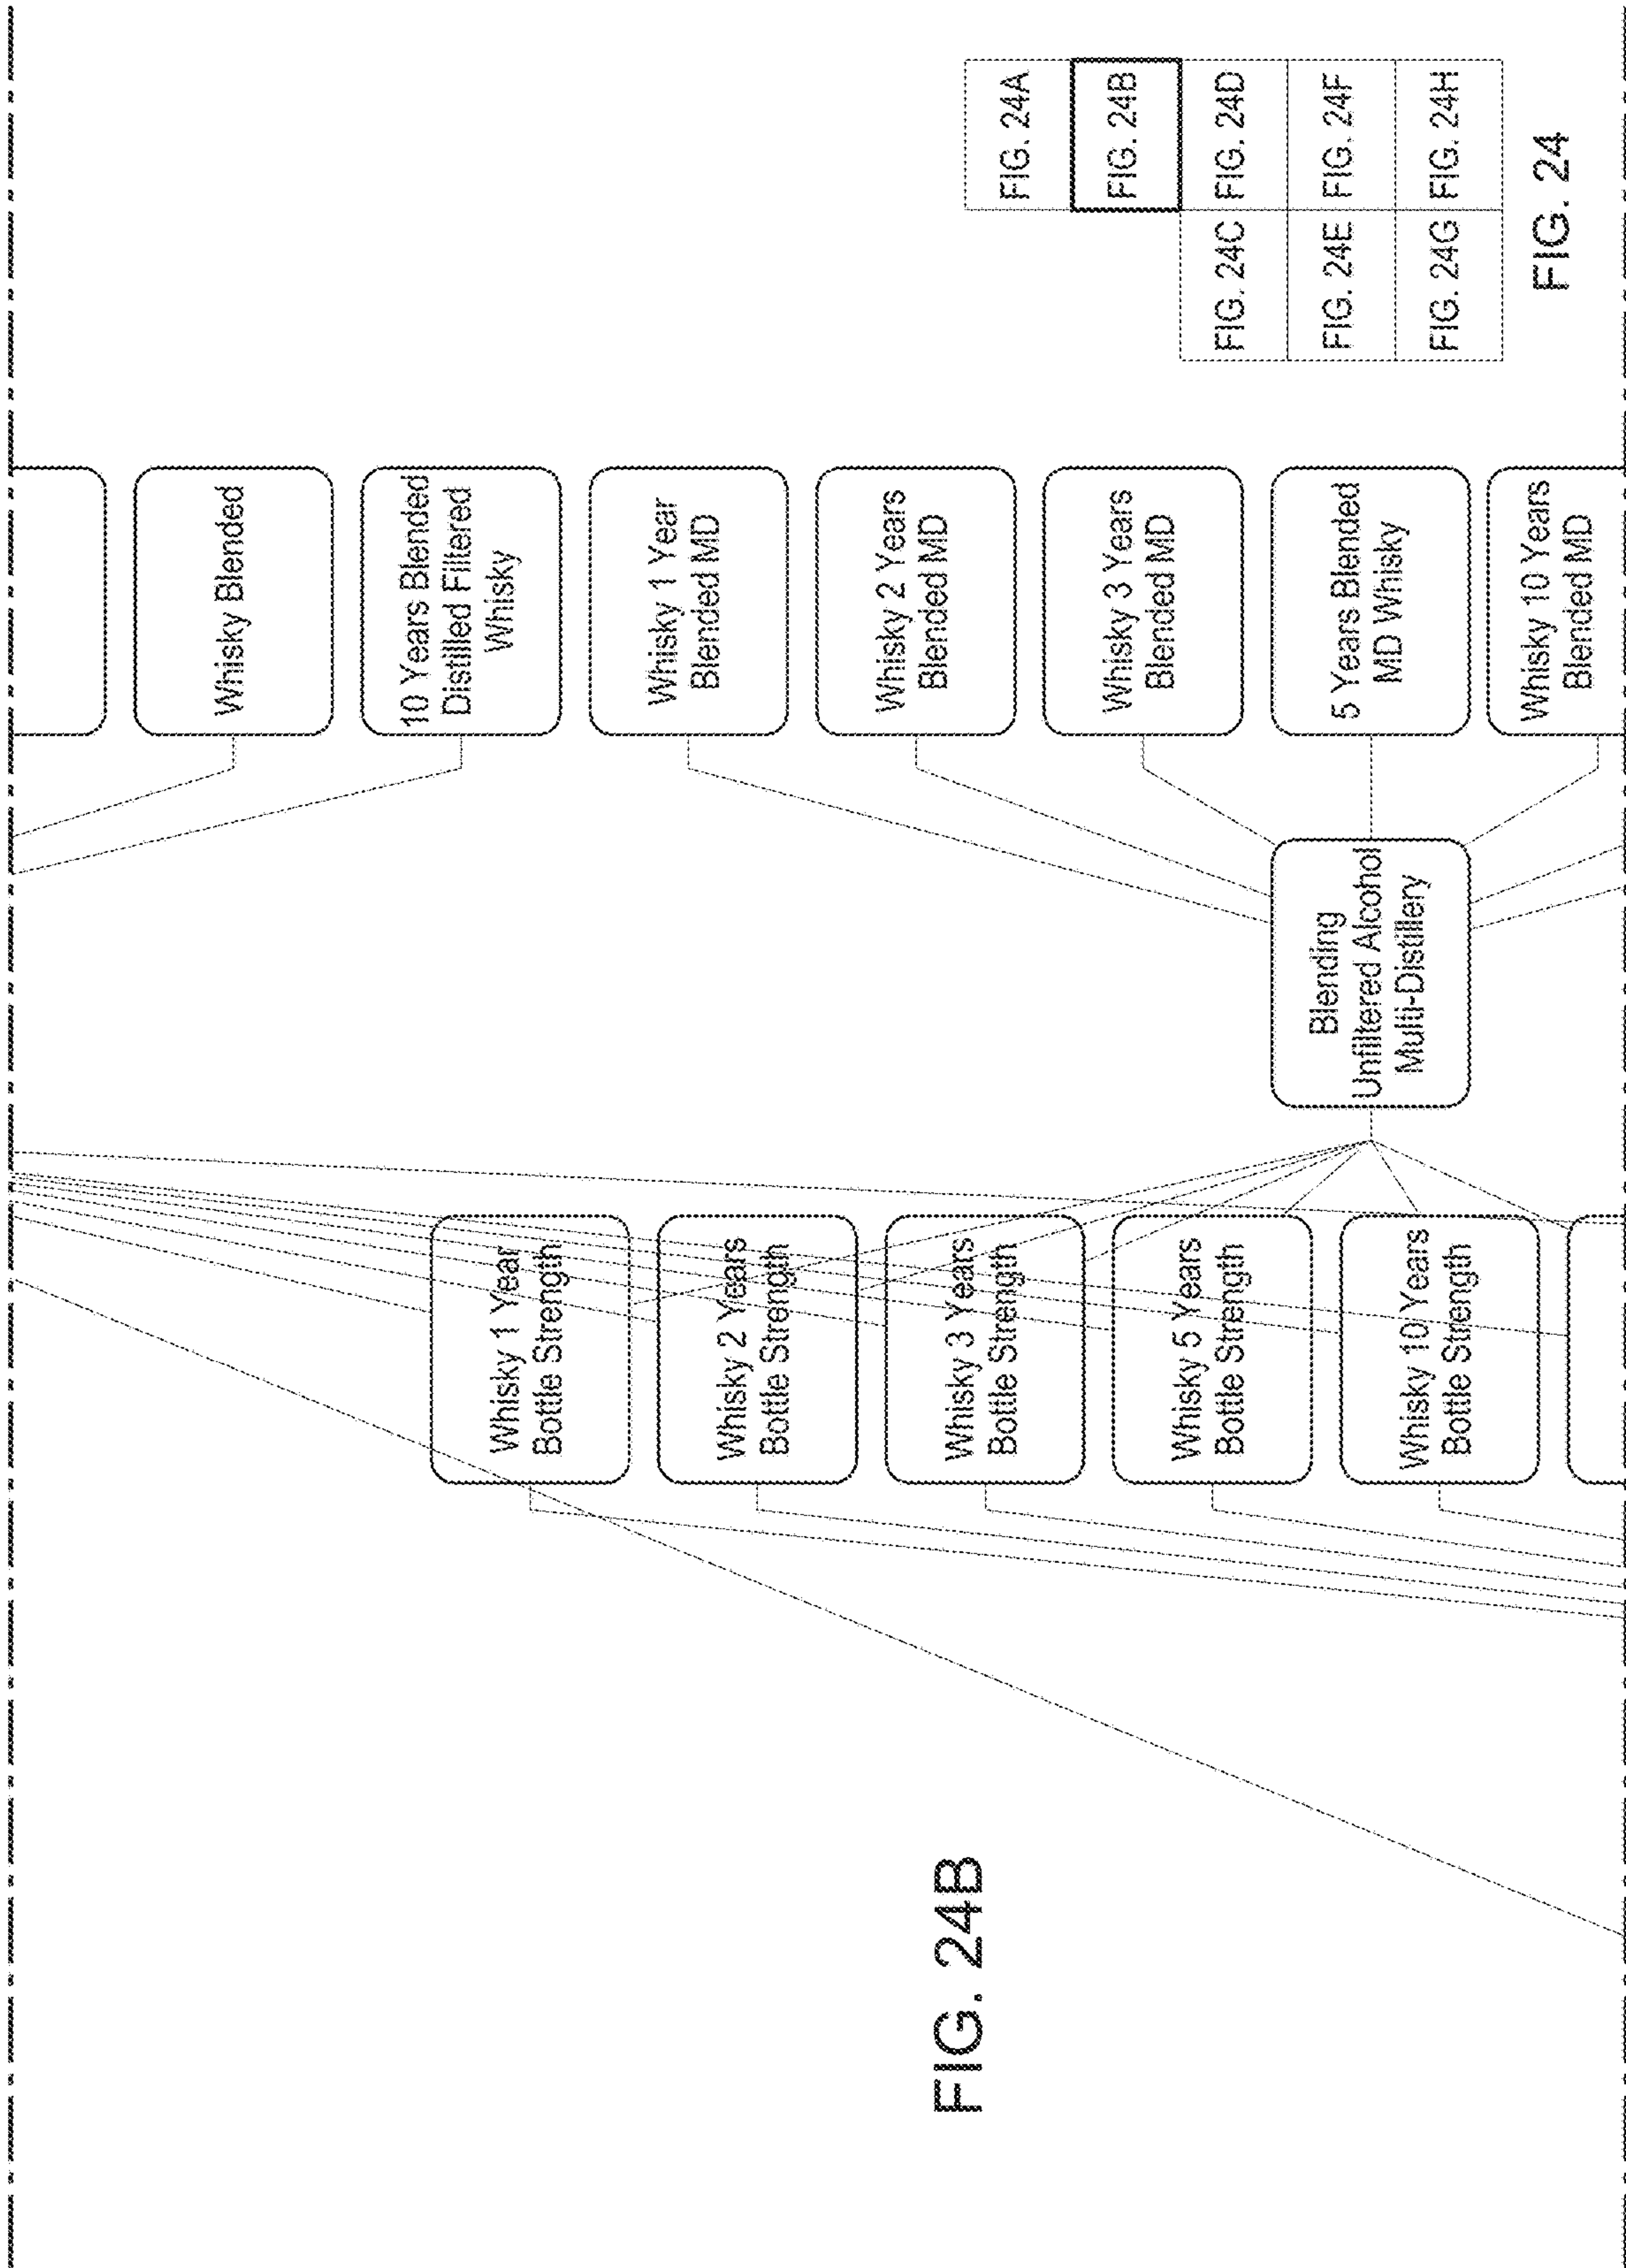 FIG. 24A
FIG. 24B
FIG. 24C
FIG. 24D
FIG. 24E
FIG. 24F
FIG. 24G
FIG. 24H
FIG. 24
Whisky Blended
10 Years Blended
Distilled Filtered
Whisky
Whisky 1 Year
Blended MD
Whisky 2 Years
Blended MD
Whisky 3 Years
Blended MD
5 Years Blended
MD Whisky
Whisky 10 Years
Blended MD
Blending
Unfiltered Alcohol
Multi-Distillery
Whisky 1 Year
Bottle Strength
Whisky 2 Years
Bottle Strength
Whisky 3 Years
Bottle Strength
Whisky 5 Years
Bottle Strength
Whisky 10 Years
Bottle Strength
FIG. 24B